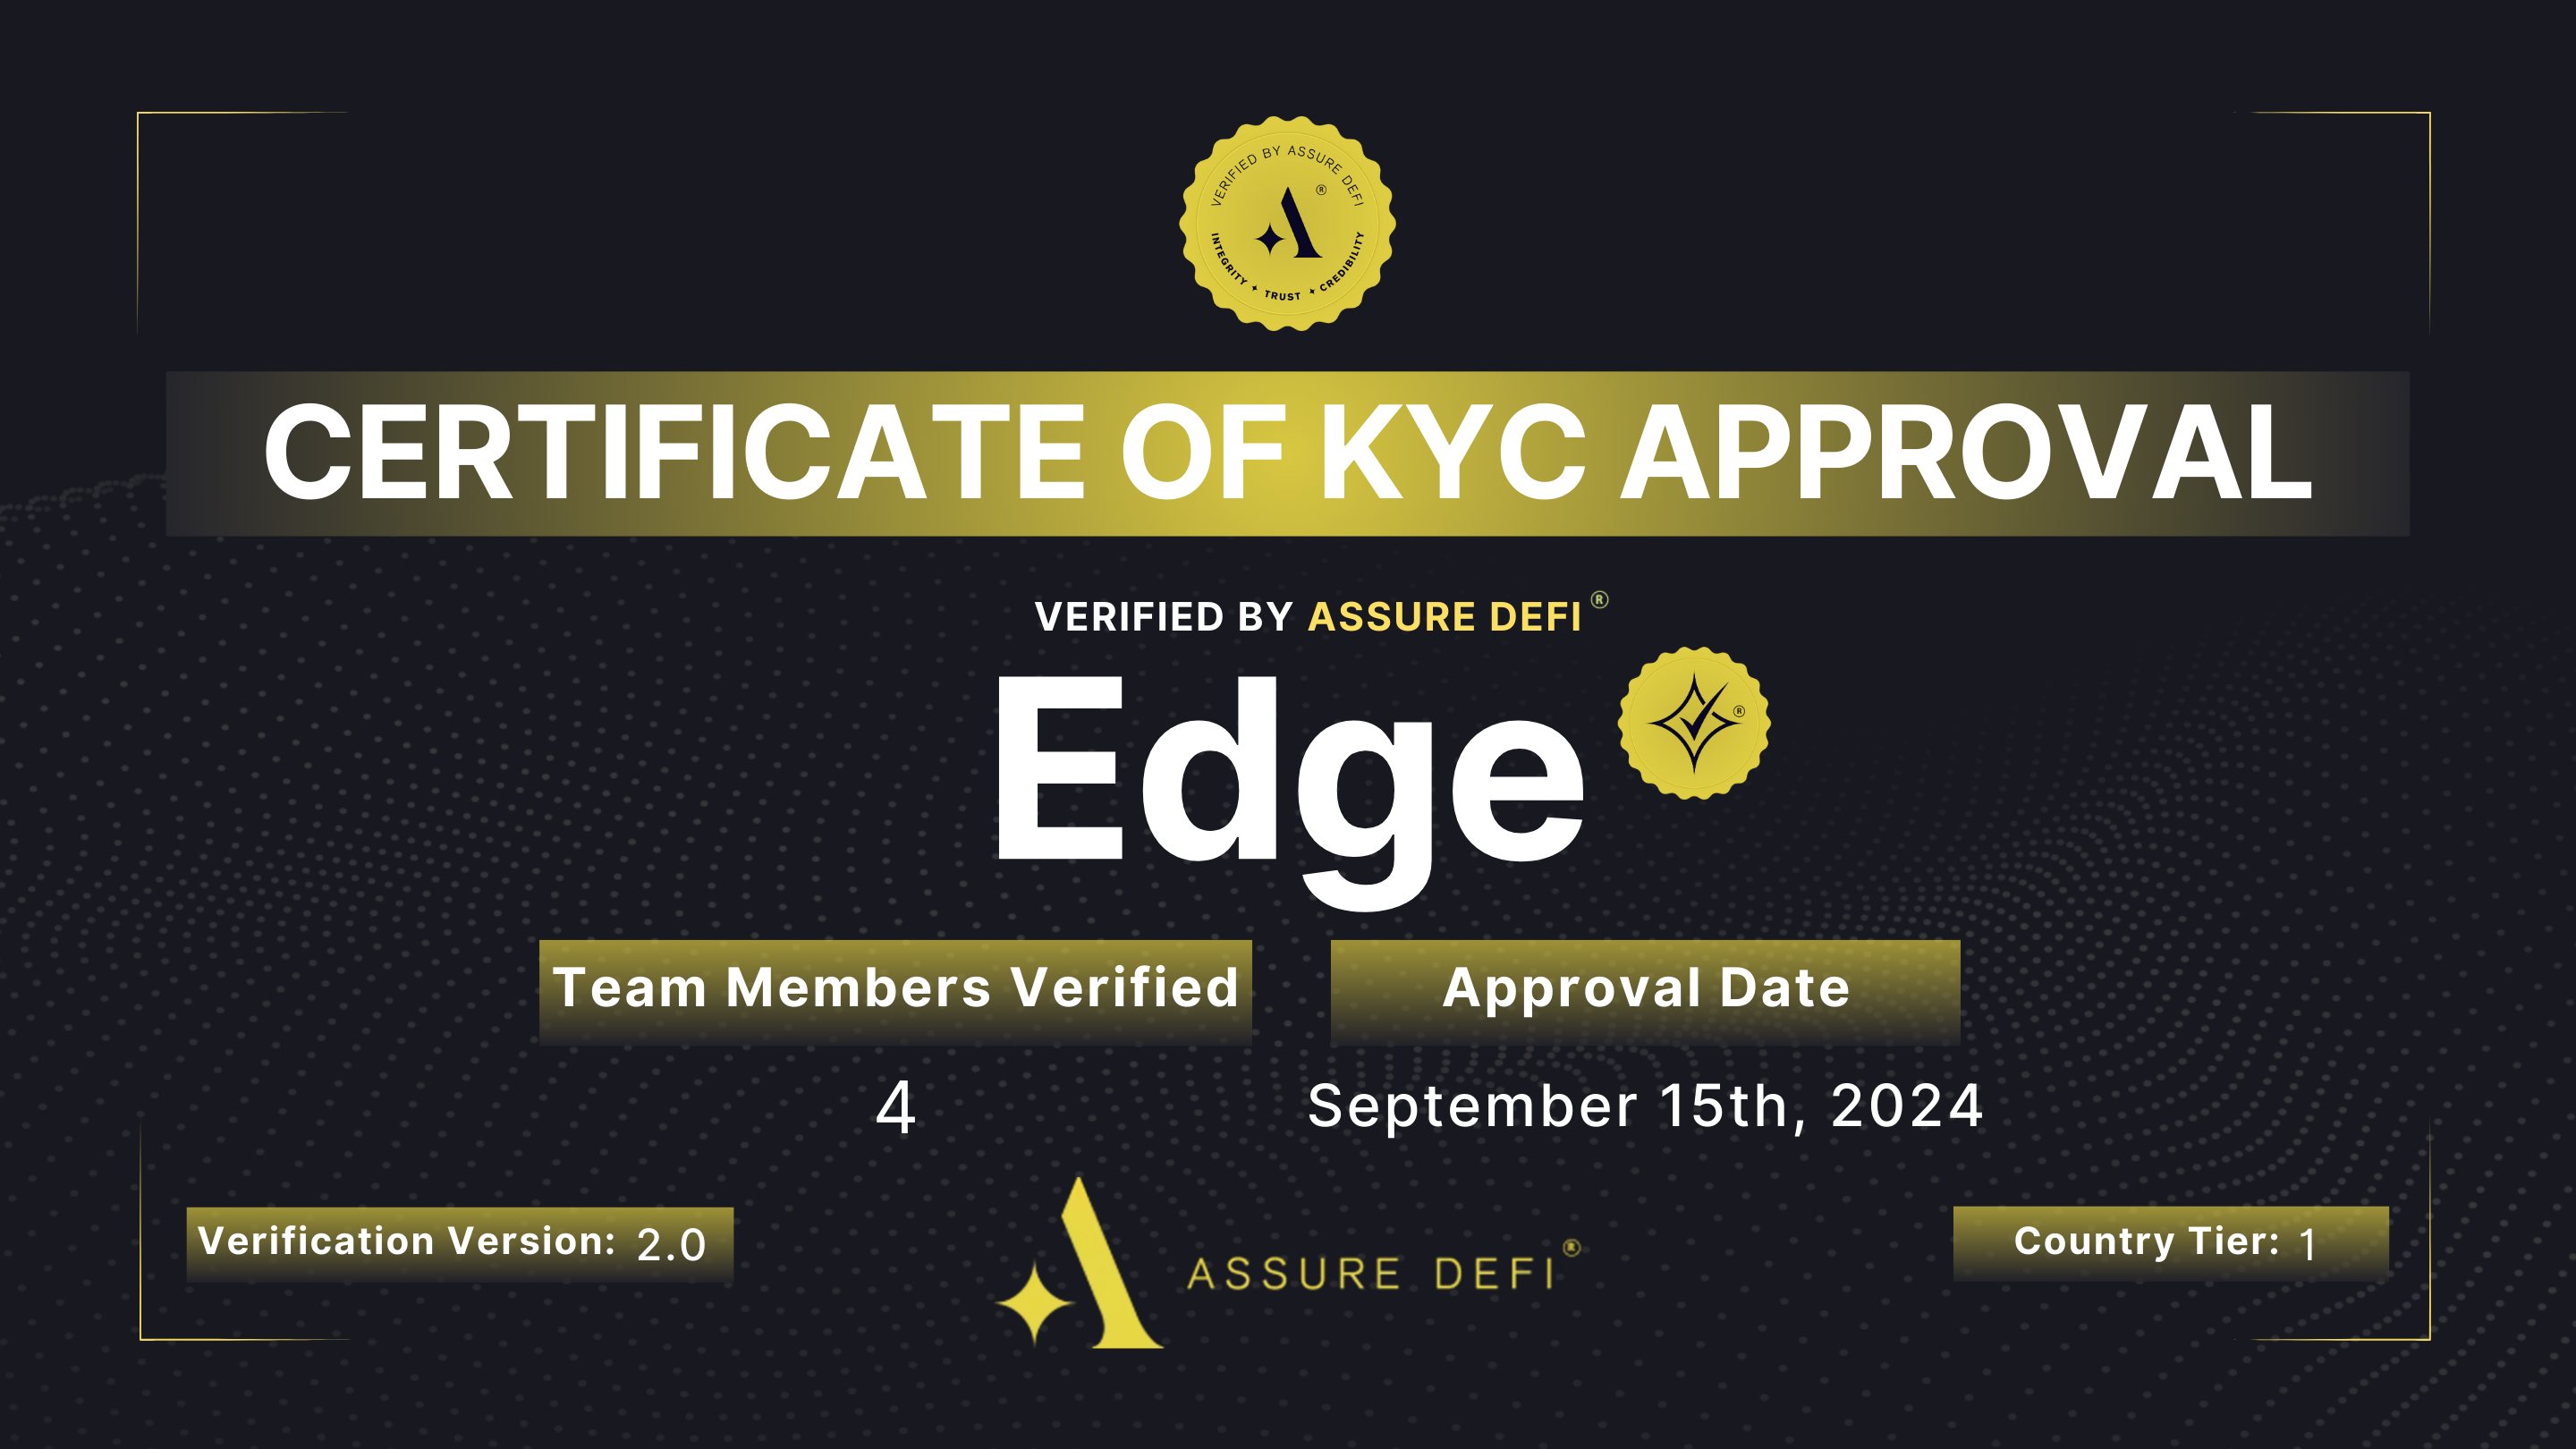 VERIFIED BY ASSURE DEFI
®
INTEGRITY ✦ TRUST ✦ CREDIBILITY
CERTIFICATE OF KYC APPROVAL
VERIFIED BY ASSURE DEFI ®
Edge
®
Team Members Verified
4
Approval Date
September 15th, 2024
Verification Version: 2.0
ASSURE DEFI ®
Country Tier: 1